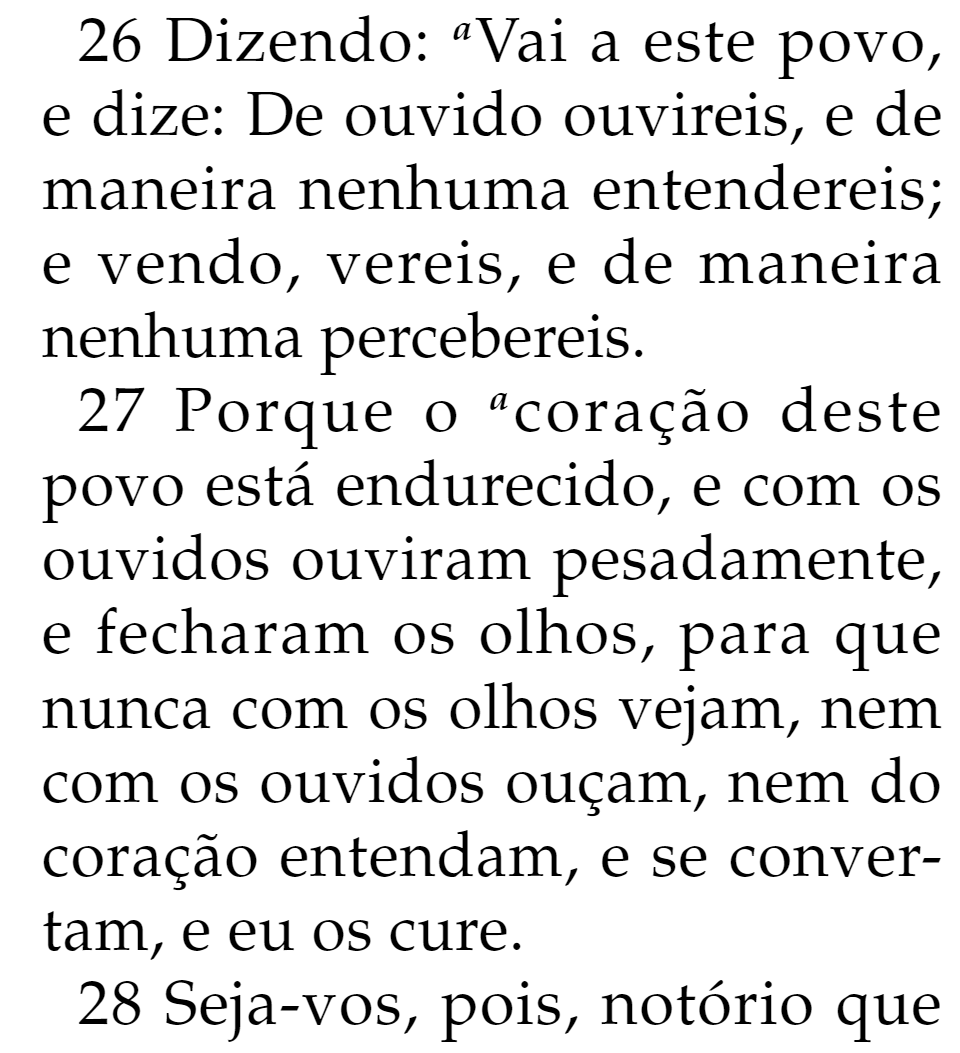 26 Dizendo: ᵃVai a este povo,
e dize: De ouvido ouvireis, e de
maneira nenhuma entendereis;
e vendo, vereis, e de maneira
nenhuma percebereis.
27 Porque o ᵃcoração deste
povo está endurecido, e com os
ouvidos ouviram pesadamente,
e fecharam os olhos, para que
nunca com os olhos vejam, nem
com os ouvidos ouçam, nem do
coração entendam, e se conver-
tam, e eu os cure.
28 Seja-vos, pois, notório que